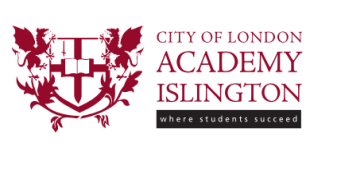 CITY OF LONDON
ACADEMY
ISLINGTON
where students succeed